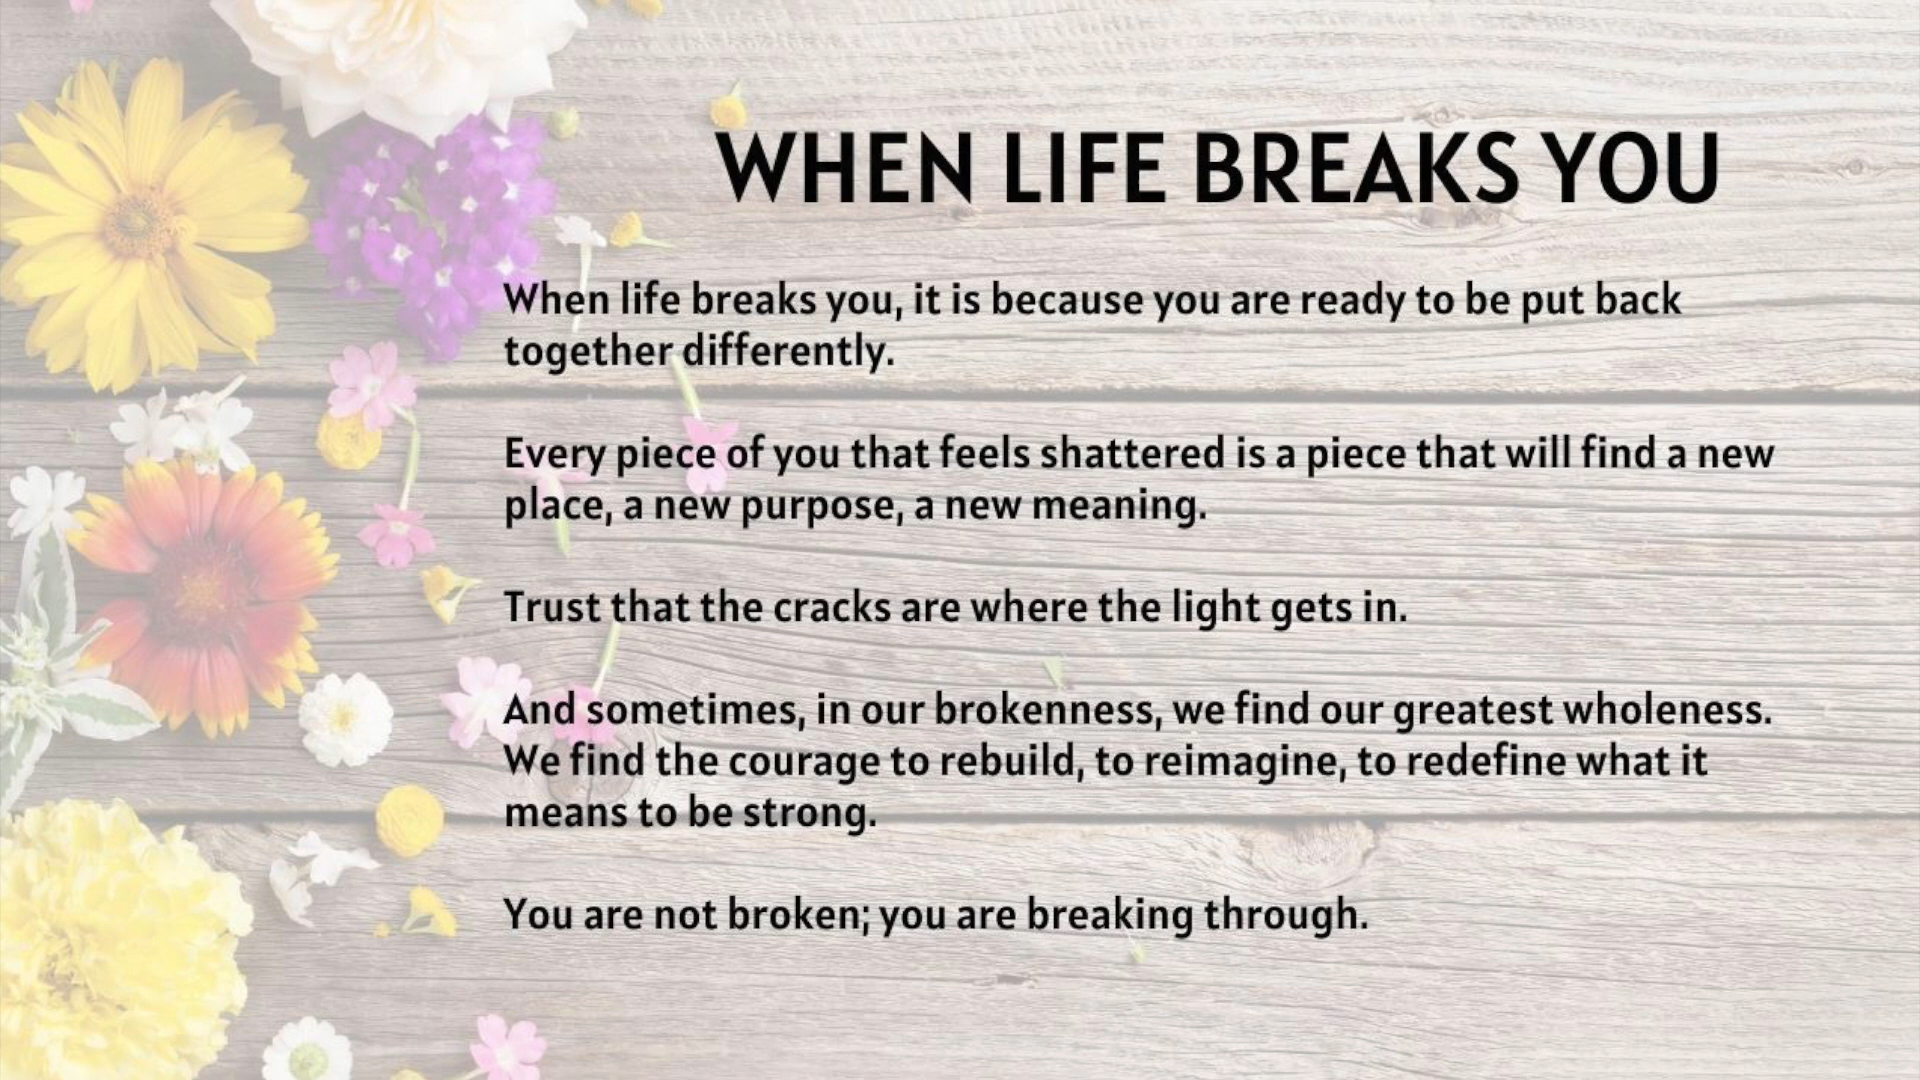 WHEN LIFE BREAKS YOU
When life breaks you, it is because you are ready to be put back
together differently.
Every piece of you that feels shattered is a piece that will find a new
place, a new purpose, a new meaning.
Trust that the cracks are where the light gets in.
And sometimes, in our brokenness, we find our greatest wholeness.
We find the courage to rebuild, to reimagine, to redefine what it
means to be strong.
You are not broken; you are breaking through.